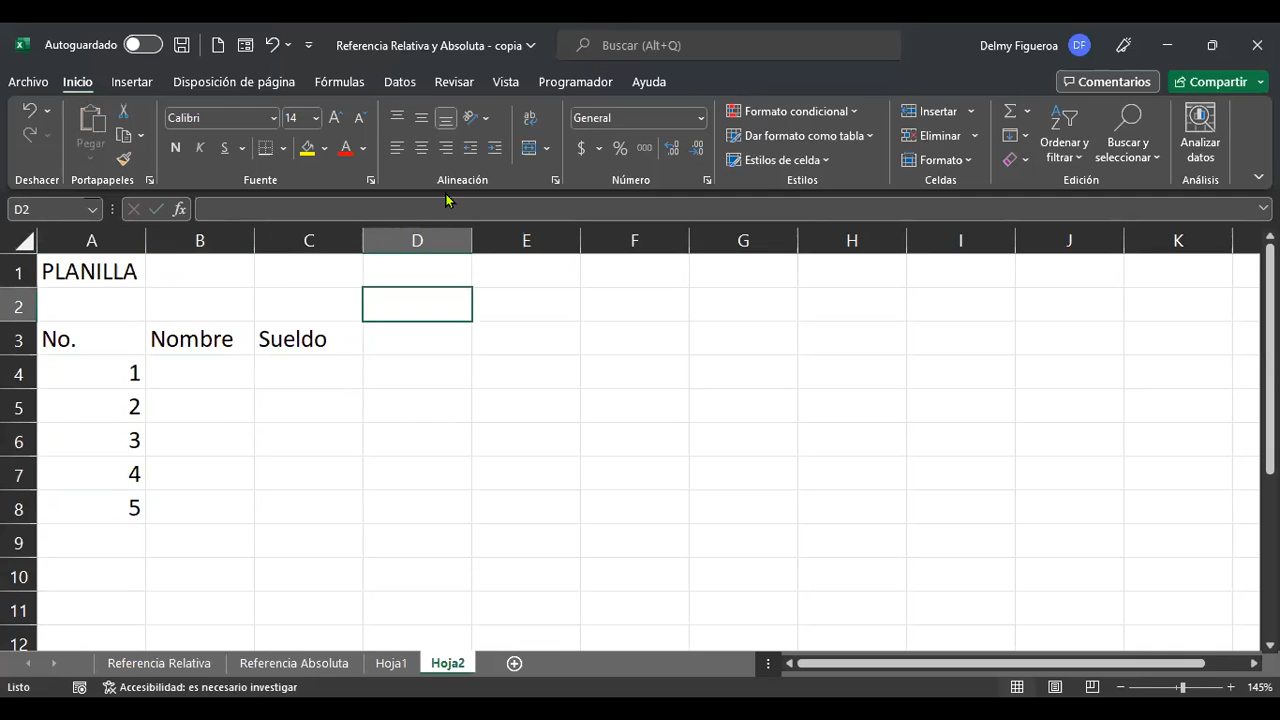 Autoguardado
Referencia Relativa y Absoluta - copia
Buscar (Alt+Q)
Delmy Figueroa
DF
Archivo Inicio Insertar Disposición de página Fórmulas Datos Revisar Vista Programador Ayuda
Comentarios
Compartir
Pegar
Calibri
14
General
Formato condicional
Dar formato como tabla
Estilos de celda
Insertar
Eliminar
Formato
Ordenar y filtrar
Buscar y seleccionar
Analizar datos
N K S
$ % 000
Deshacer Portapapeles Fuente Alineación Número Estilos Celdas Edición Análisis
D2
fx
A B C D E F G H I J K
1 PLANILLA
2
3 No. Nombre Sueldo
4 1
5 2
6 3
7 4
8 5
9
10
11
12
Referencia Relativa Referencia Absoluta Hoja1 Hoja2
Listo
Accesibilidad: es necesario investigar
145%